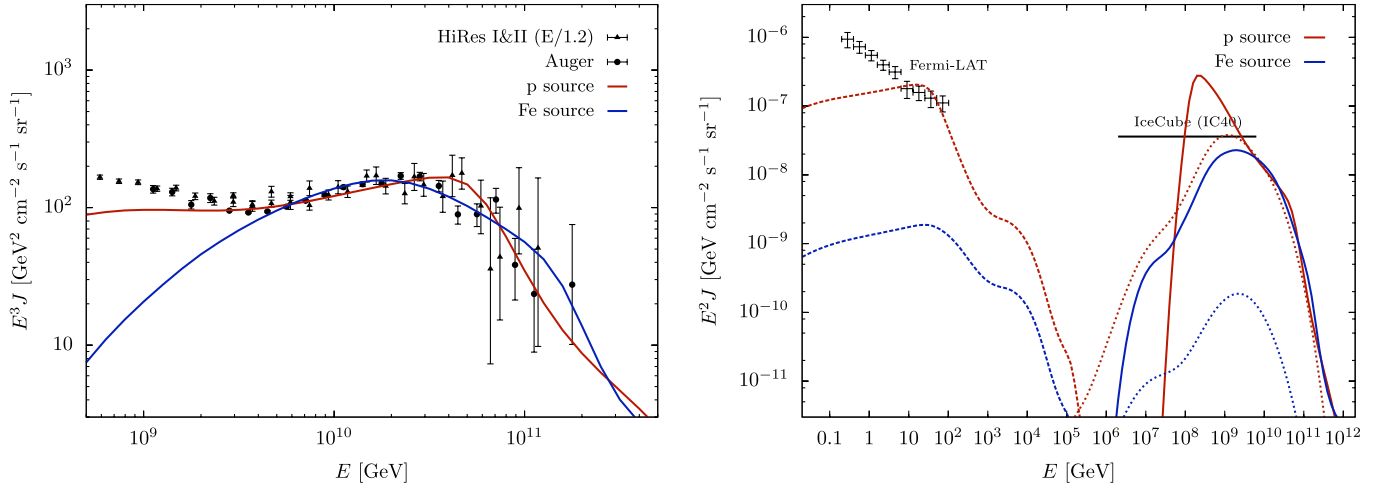 10³
10²
10
E³J [GeV² cm⁻² s⁻¹ sr⁻¹]
HiRes I&II (E/1.2)
Auger
p source
Fe source
10⁹ 10¹⁰ 10¹¹
E [GeV]
10⁻⁶
10⁻⁷
10⁻⁸
10⁻⁹
10⁻¹⁰
10⁻¹¹
E²J [GeV cm⁻² s⁻¹ sr⁻¹]
p source
Fe source
Fermi-LAT
IceCube (IC40)
0.1 1 10 10² 10³ 10⁴ 10⁵ 10⁶ 10⁷ 10⁸ 10⁹ 10¹⁰ 10¹¹ 10¹²
E [GeV]